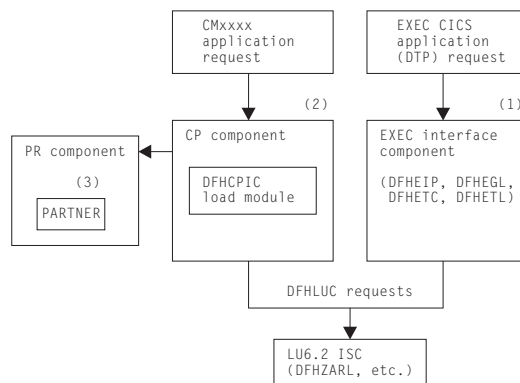 CMxxxx
application
request
EXEC CICS
application
(DTP) request
(2)
(1)
PR component
(3)
PARTNER
CP component
DFHCPIC
load module
EXEC interface
component
(DFHEIP, DFHEGL,
DFHETC, DFHETL)
DFHLUC requests
LU6.2 ISC
(DFHZARL, etc.)